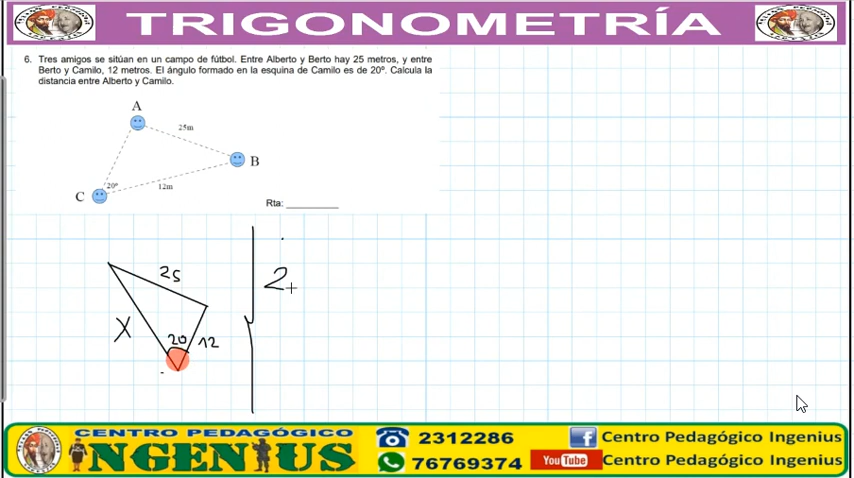 TRIGONOMETRÍA
6. Tres amigos se sitúan en un campo de fútbol. Entre Alberto y Berto hay 25 metros, y entre
Berto y Camilo, 12 metros. El ángulo formado en la esquina de Camilo es de 20º. Calcula la
distancia entre Alberto y Camilo.
A
25m
B
20º
12m
C
Rta: __________
25
X
20
12
2
CENTRO PEDAGÓGICO
INGENIUS
2312286
76769374
Centro Pedagógico Ingenius
YouTube Centro Pedagógico Ingenius